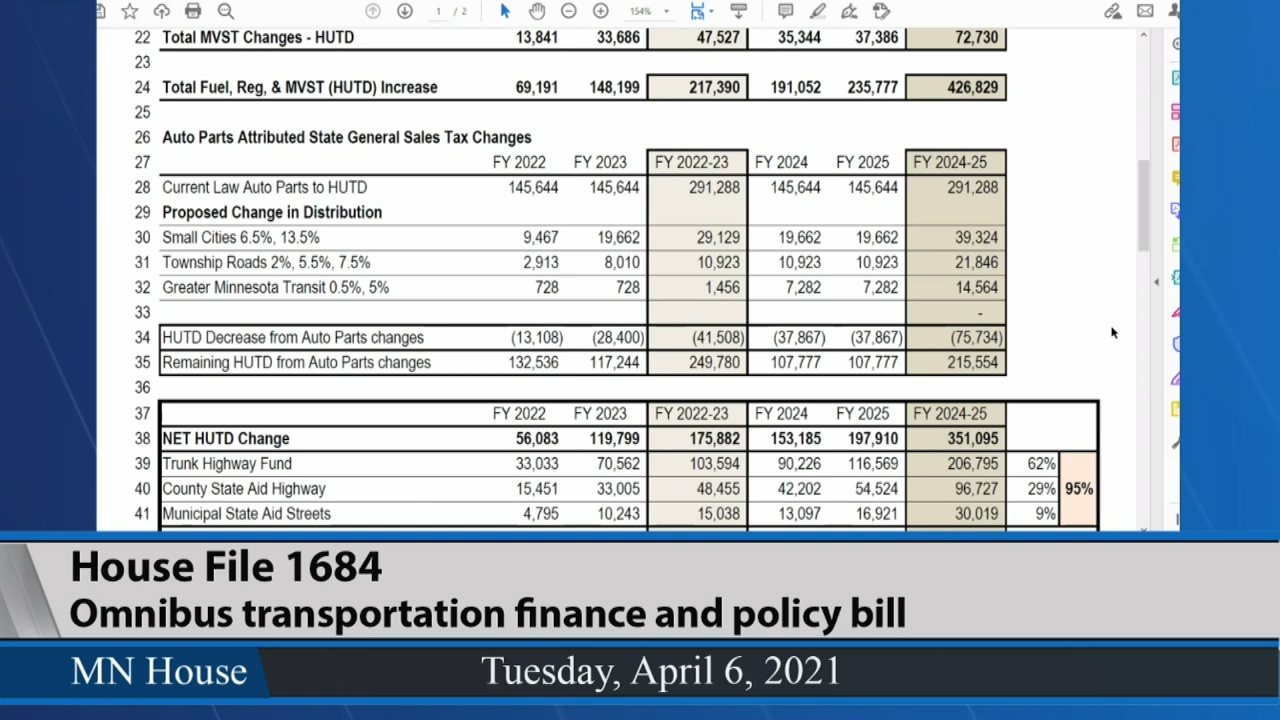 1 / 2 154%
22 Total MVST Changes - HUTD 13,841 33,686 47,527 35,344 37,386 72,730
23
24 Total Fuel, Reg, & MVST (HUTD) Increase 69,191 148,199 217,390 191,052 235,777 426,829
25
26 Auto Parts Attributed State General Sales Tax Changes
27 FY 2022 FY 2023 FY 2022-23 FY 2024 FY 2025 FY 2024-25
28 Current Law Auto Parts to HUTD 145,644 145,644 291,288 145,644 145,644 291,288
29 Proposed Change in Distribution
30 Small Cities 6.5%, 13.5% 9,467 19,662 29,129 19,662 19,662 39,324
31 Township Roads 2%, 5.5%, 7.5% 2,913 8,010 10,923 10,923 10,923 21,846
32 Greater Minnesota Transit 0.5%, 5% 728 728 1,456 7,282 7,282 14,564
33 -
34 HUTD Decrease from Auto Parts changes (13,108) (28,400) (41,508) (37,867) (37,867) (75,734)
35 Remaining HUTD from Auto Parts changes 132,536 117,244 249,780 107,777 107,777 215,554
36
37 FY 2022 FY 2023 FY 2022-23 FY 2024 FY 2025 FY 2024-25
38 NET HUTD Change 56,083 119,799 175,882 153,185 197,910 351,095
39 Trunk Highway Fund 33,033 70,562 103,594 90,226 116,569 206,795 62%
40 County State Aid Highway 15,451 33,005 48,455 42,202 54,524 96,727 29% 95%
41 Municipal State Aid Streets 4,795 10,243 15,038 13,097 16,921 30,019 9%
House File 1684
Omnibus transportation finance and policy bill
MN House Tuesday, April 6, 2021